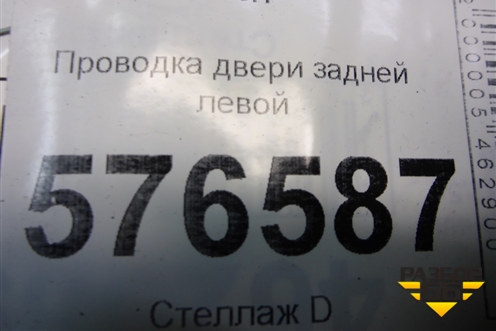 Проводка двери задней
левой
576587
Стеллаж D